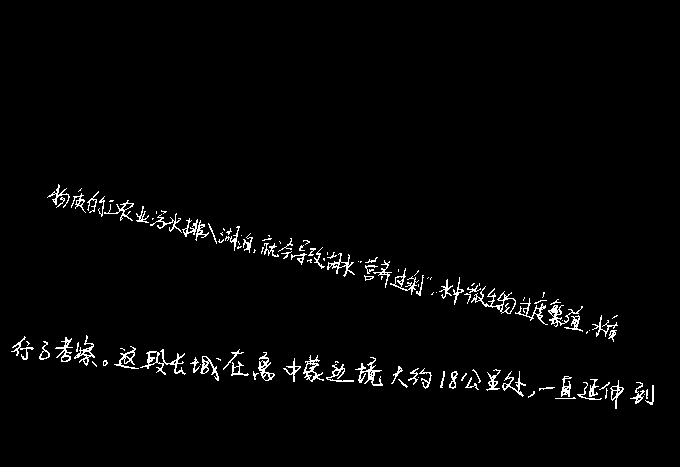 物质的工农业污水排入湖泊,就会导致湖水“营养过剩”,水中微生物过度繁殖,水质
行了考察。这段长城在离中蒙边境大约18公里处,一直延伸到